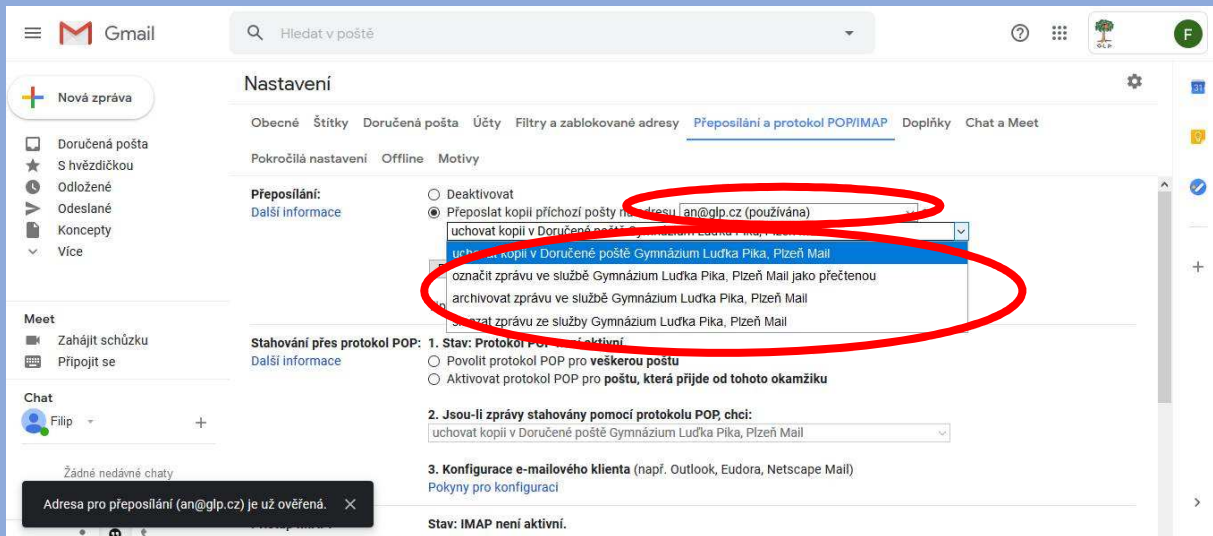 Gmail
Hledat v poště
GLP
F
Nová zpráva
Doručená pošta
S hvězdičkou
Odložené
Odeslané
Koncepty
Více
Meet
Zahájit schůzku
Připojit se
Chat
Filip
Žádné nedávné chaty
Nastavení
Obecné Štítky Doručená pošta Účty Filtry a zablokované adresy Přeposílání a protokol POP/IMAP Doplňky Chat a Meet
Pokročilá nastavení Offline Motivy
Přeposílání:
Další informace
Deaktivovat
Přeposlat kopii příchozí pošty na adresu an@glp.cz (používána)
uchovat kopii v Doručené poště Gymnázium Luďka Pika, Plzeň Mail
uchovat kopii v Doručené poště Gymnázium Luďka Pika, Plzeň Mail
označit zprávu ve službě Gymnázium Luďka Pika, Plzeň Mail jako přečtenou
archivovat zprávu ve službě Gymnázium Luďka Pika, Plzeň Mail
smazat zprávu ze služby Gymnázium Luďka Pika, Plzeň Mail
Stahování přes protokol POP:
Další informace
1. Stav: Protokol POP není aktivní.
Povolit protokol POP pro veškerou poštu
Aktivovat protokol POP pro poštu, která přijde od tohoto okamžiku
2. Jsou-li zprávy stahovány pomocí protokolu POP, chci:
uchovat kopii v Doručené poště Gymnázium Luďka Pika, Plzeň Mail
3. Konfigurace e-mailového klienta (např. Outlook, Eudora, Netscape Mail)
Pokyny pro konfiguraci
Stav: IMAP není aktivní.
Adresa pro přeposílání (an@glp.cz) je už ověřená.
31